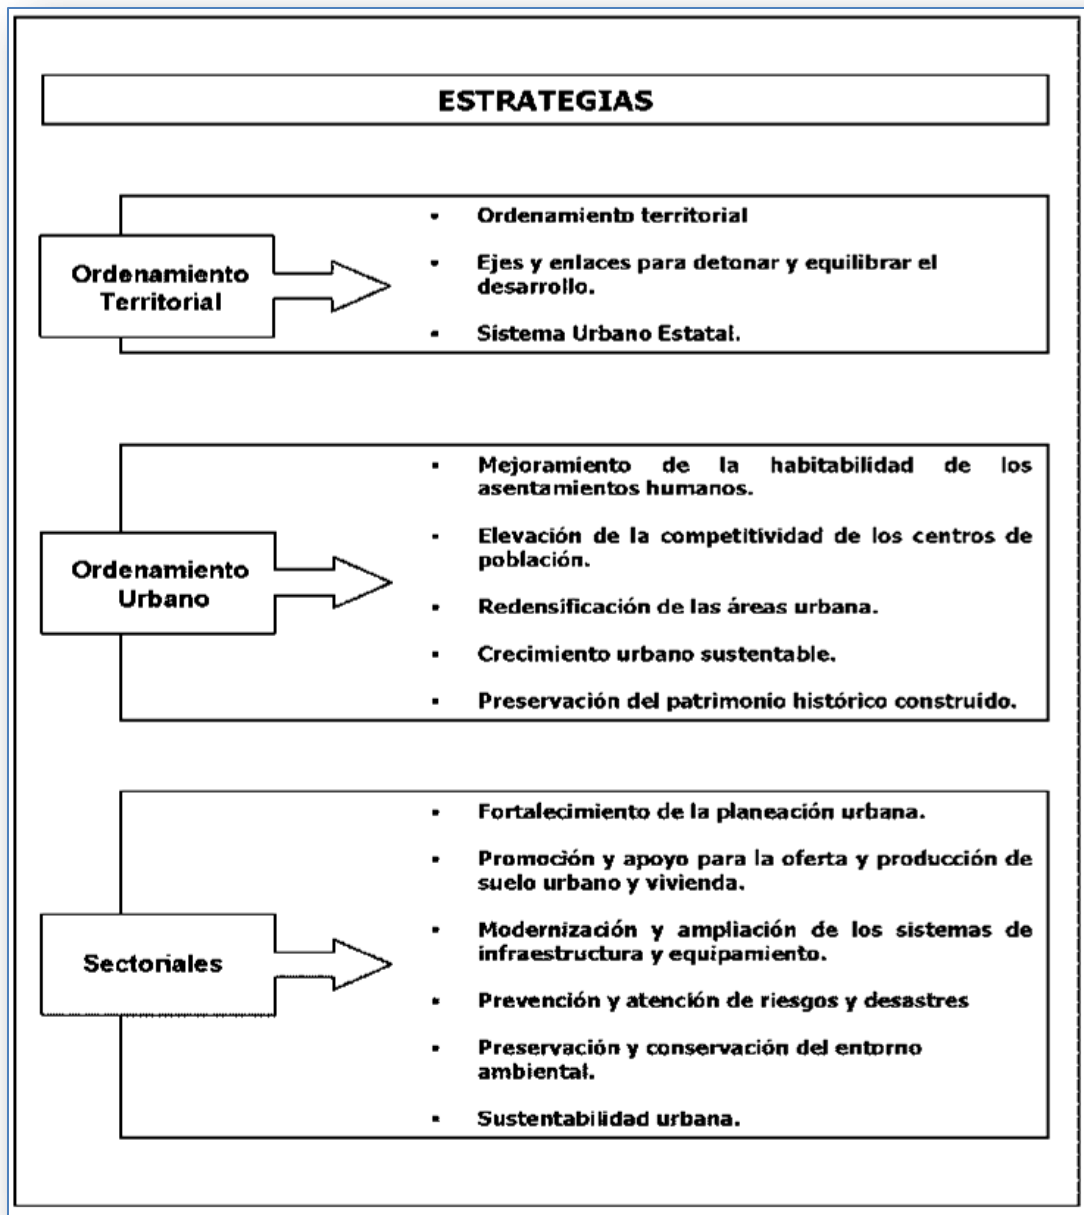 ESTRATEGIAS
Ordenamiento
Territorial
▪ Ordenamiento territorial
▪ Ejes y enlaces para detonar y equilibrar el
desarrollo.
▪ Sistema Urbano Estatal.
Ordenamiento
Urbano
▪ Mejoramiento de la habitabilidad de los
asentamientos humanos.
▪ Elevación de la competitividad de los centros de
población.
▪ Redensificación de las áreas urbana.
▪ Crecimiento urbano sustentable.
▪ Preservación del patrimonio histórico construido.
Sectoriales
▪ Fortalecimiento de la planeación urbana.
▪ Promoción y apoyo para la oferta y producción de
suelo urbano y vivienda.
▪ Modernización y ampliación de los sistemas de
infraestructura y equipamiento.
▪ Prevención y atención de riesgos y desastres
▪ Preservación y conservación del entorno
ambiental.
▪ Sustentabilidad urbana.